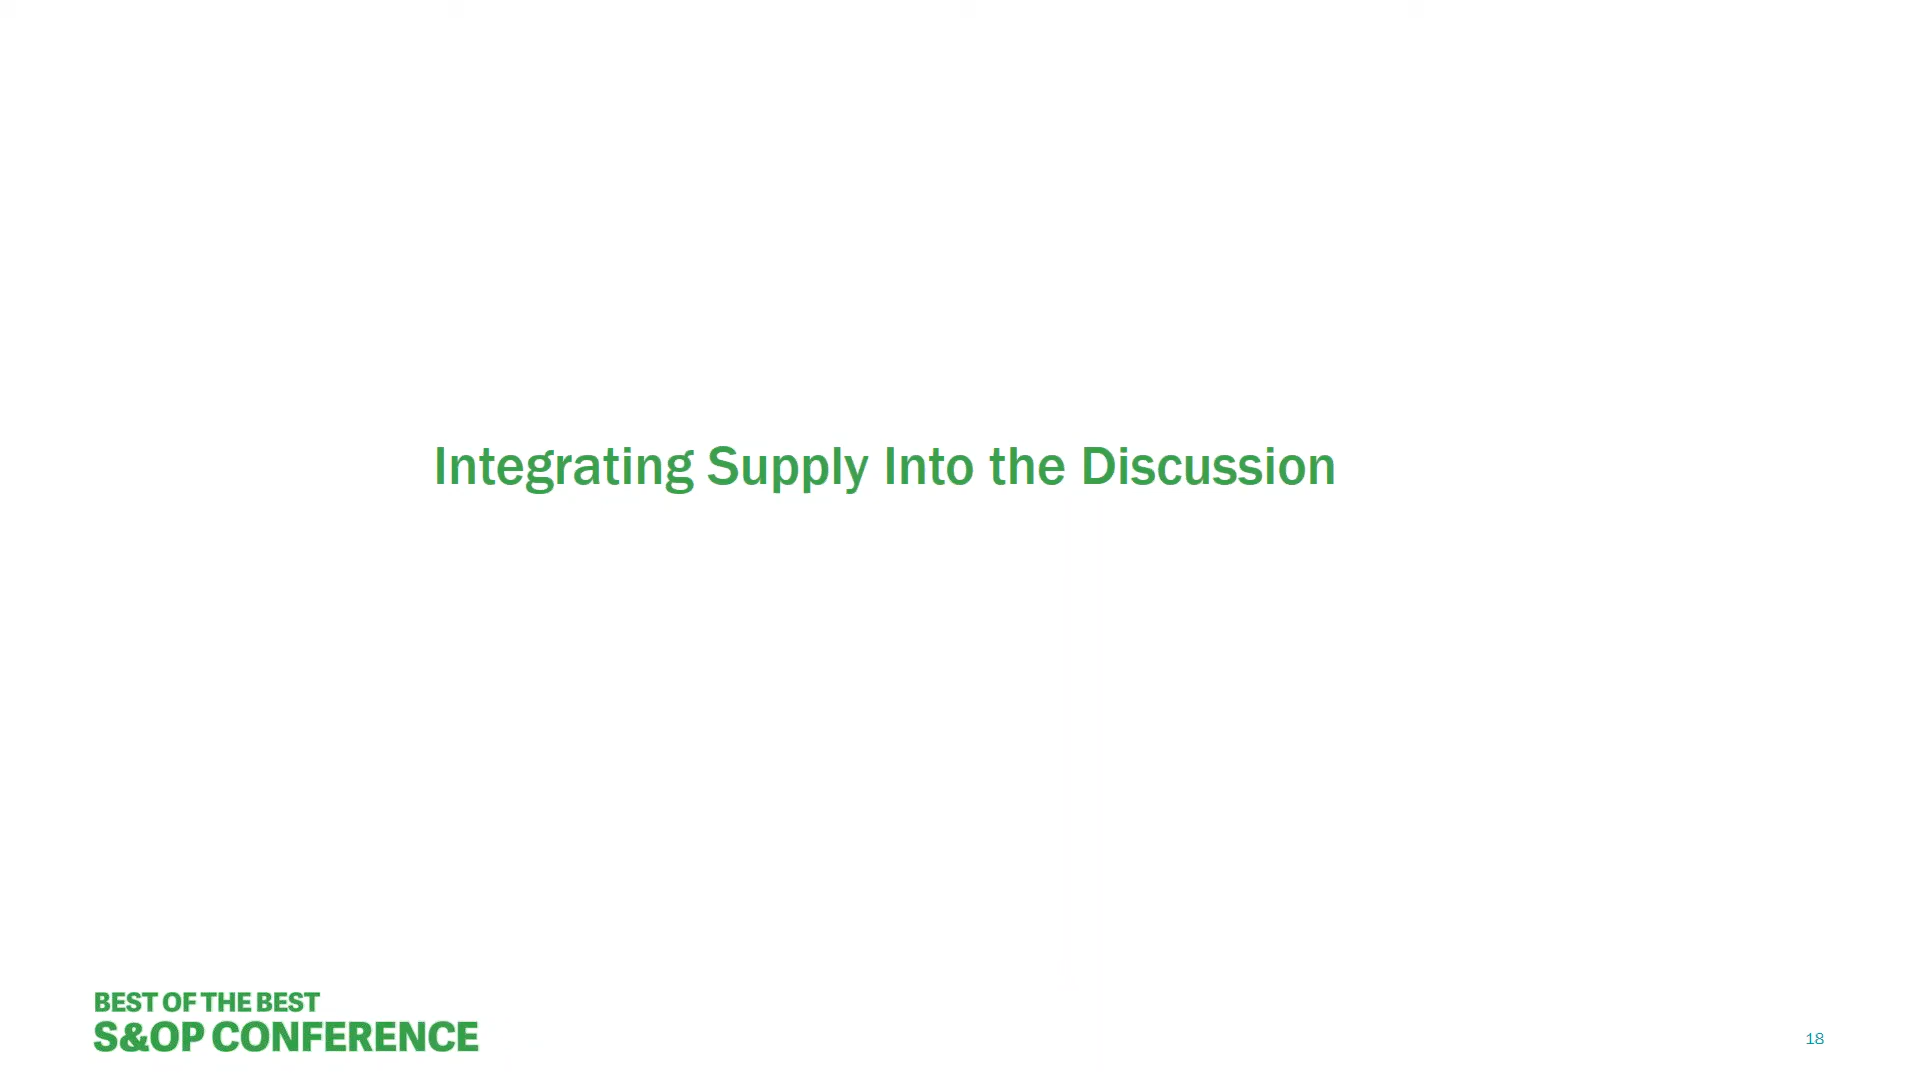 Integrating Supply Into the Discussion
BEST OF THE BEST
S&OP CONFERENCE
18